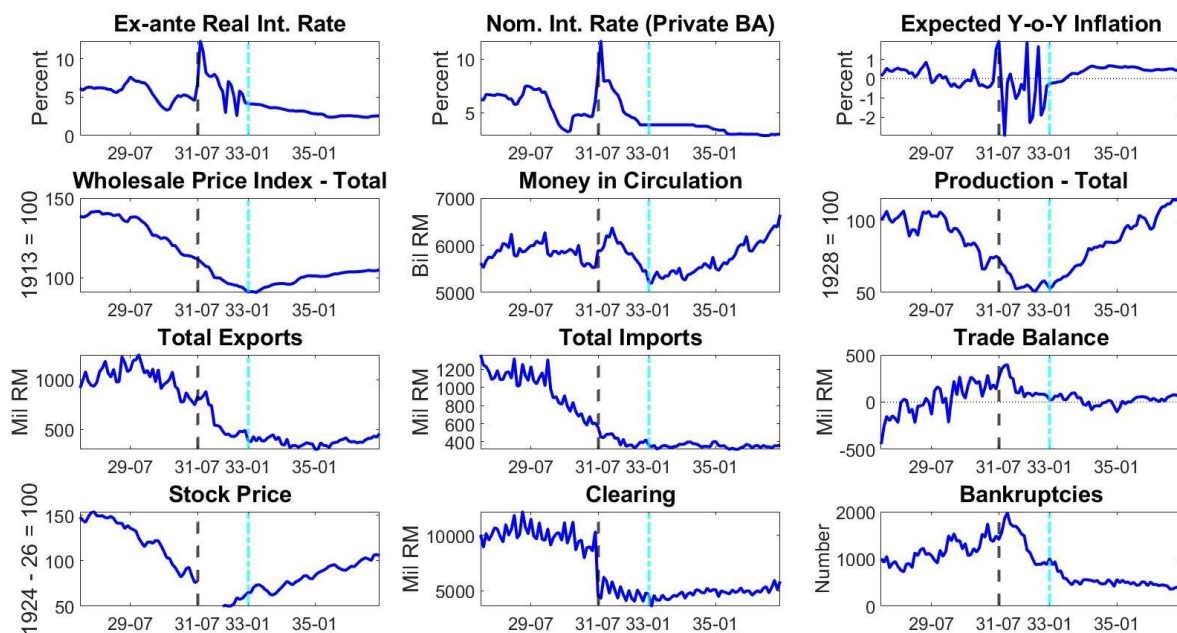 Ex-ante Real Int. Rate
Percent
10
5
0
29-07 31-07 33-01 35-01
Nom. Int. Rate (Private BA)
Percent
10
5
29-07 31-07 33-01 35-01
Expected Y-o-Y Inflation
Percent
1
0
-1
-2
29-07 31-07 33-01 35-01
Wholesale Price Index - Total
1913 = 100
150
100
29-07 31-07 33-01 35-01
Money in Circulation
Bil RM
7000
6000
5000
29-07 31-07 33-01 35-01
Production - Total
1928 = 100
100
50
29-07 31-07 33-01 35-01
Total Exports
Mil RM
1000
500
29-07 31-07 33-01 35-01
Total Imports
Mil RM
1200
1000
800
600
400
29-07 31-07 33-01 35-01
Trade Balance
Mil RM
500
0
-500
29-07 31-07 33-01 35-01
Stock Price
1924 - 26 = 100
150
100
50
29-07 31-07 33-01 35-01
Clearing
Mil RM
10000
5000
29-07 31-07 33-01 35-01
Bankruptcies
Number
2000
1000
0
29-07 31-07 33-01 35-01